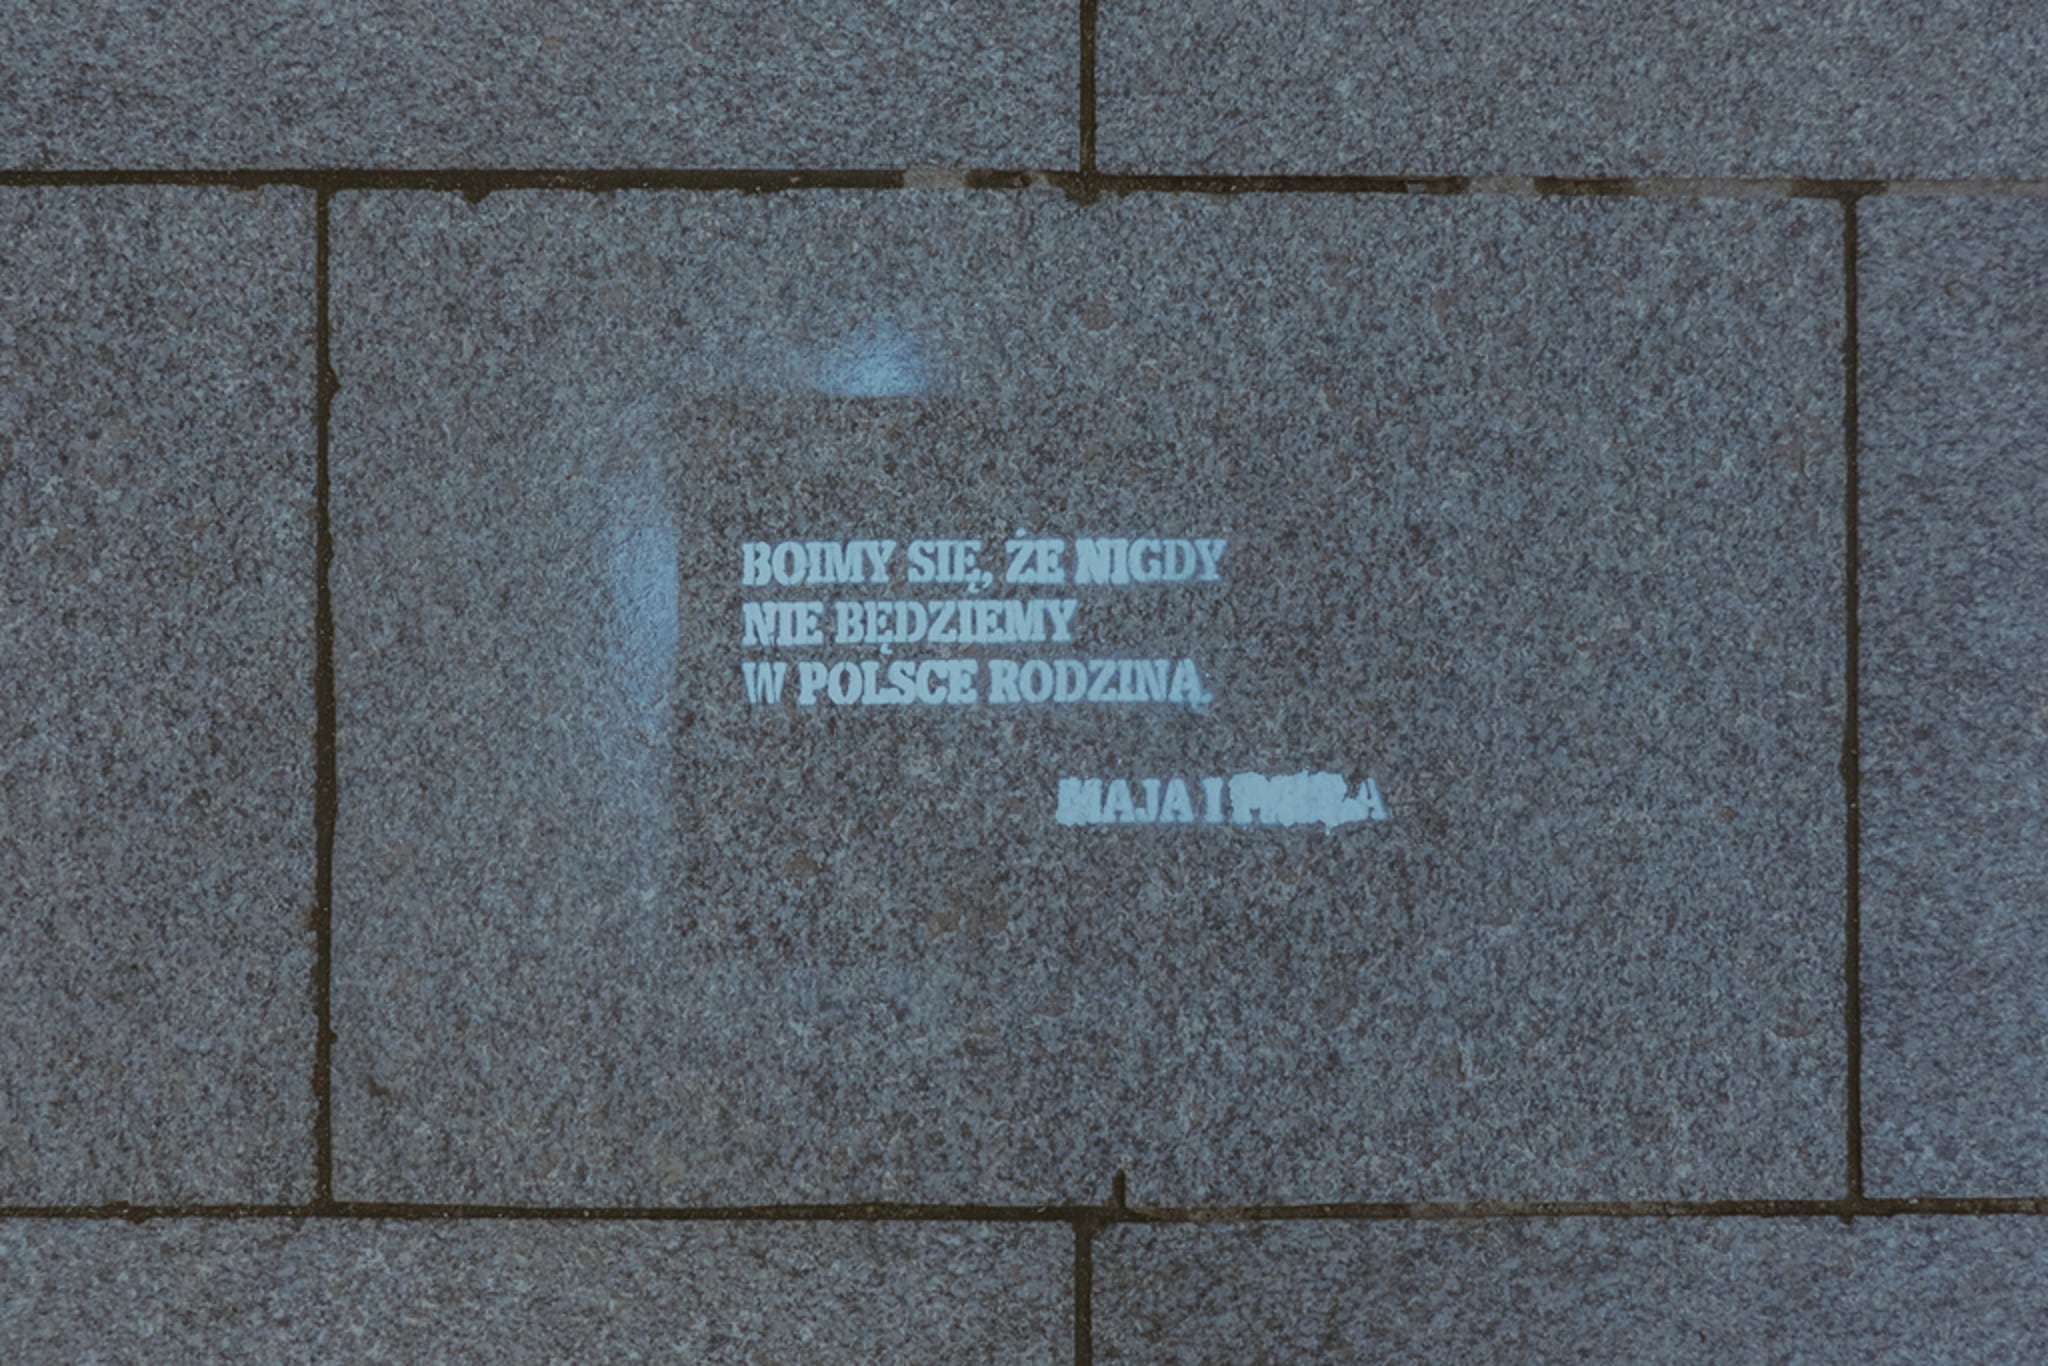 BOIMY SIĘ, ŻE NIGDY
NIE BĘDZIEMY
W POLSCE RODZINĄ.
MAJA I